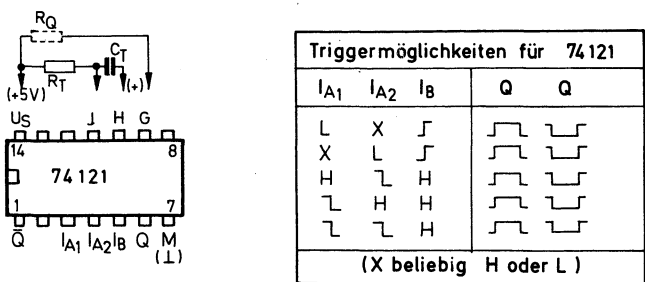 R_Q
C_T
R_T
(+5V)
(+)
U_S J H G
14 8
74121
1 7
Q̅ I_A1 I_A2 I_B Q M
(⊥)
Triggermöglichkeiten für 74121
I_A1 I_A2 I_B Q Q
L X
X L
H H
H H
H
(X beliebig H oder L)